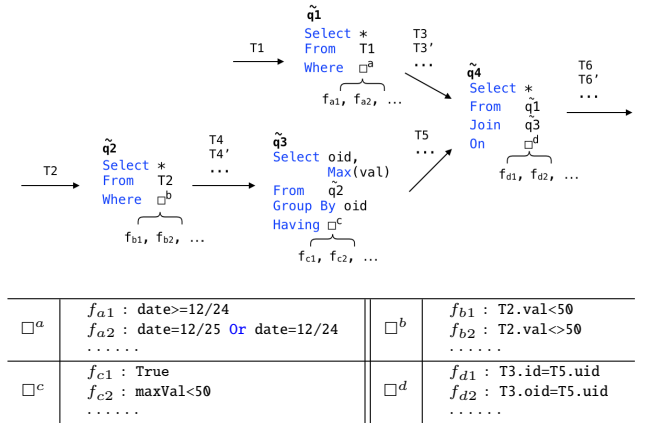 q̃1
Select *
From T1
Where □ᵃ
fa1, fa2, ...
T1
T3
T3’
...
q̃4
Select *
From q̃1
Join q̃3
On □ᵈ
fd1, fd2, ...
T6
T6’
...
T2
q̃2
Select *
From T2
Where □ᵇ
fb1, fb2, ...
T4
T4’
...
q̃3
Select oid,
Max(val)
From q̃2
Group By oid
Having □ᶜ
fc1, fc2, ...
T5
...
□ᵃ
fa1 : date>=12/24
fa2 : date=12/25 Or date=12/24
......
□ᵇ
fb1 : T2.val<50
fb2 : T2.val<>50
......
□ᶜ
fc1 : True
fc2 : maxVal<50
......
□ᵈ
fd1 : T3.id=T5.uid
fd2 : T3.oid=T5.uid
......